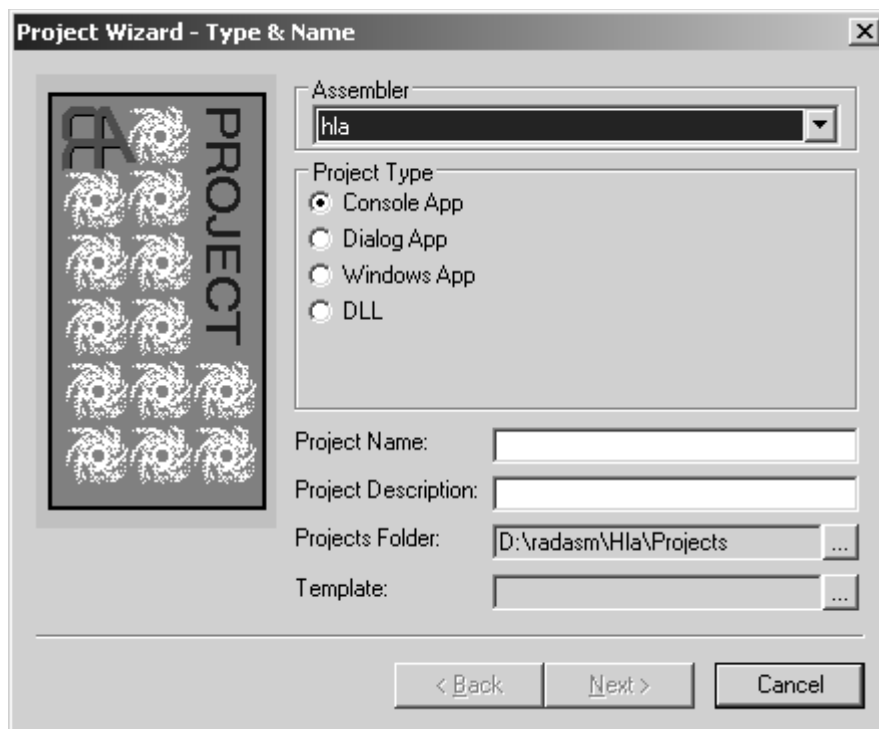 Project Wizard - Type & Name
RA
PROJECT
Assembler
hla
Project Type
Console App
Dialog App
Windows App
DLL
Project Name:
Project Description:
Projects Folder: D:\radasm\Hla\Projects ...
Template: ...
< Back Next > Cancel